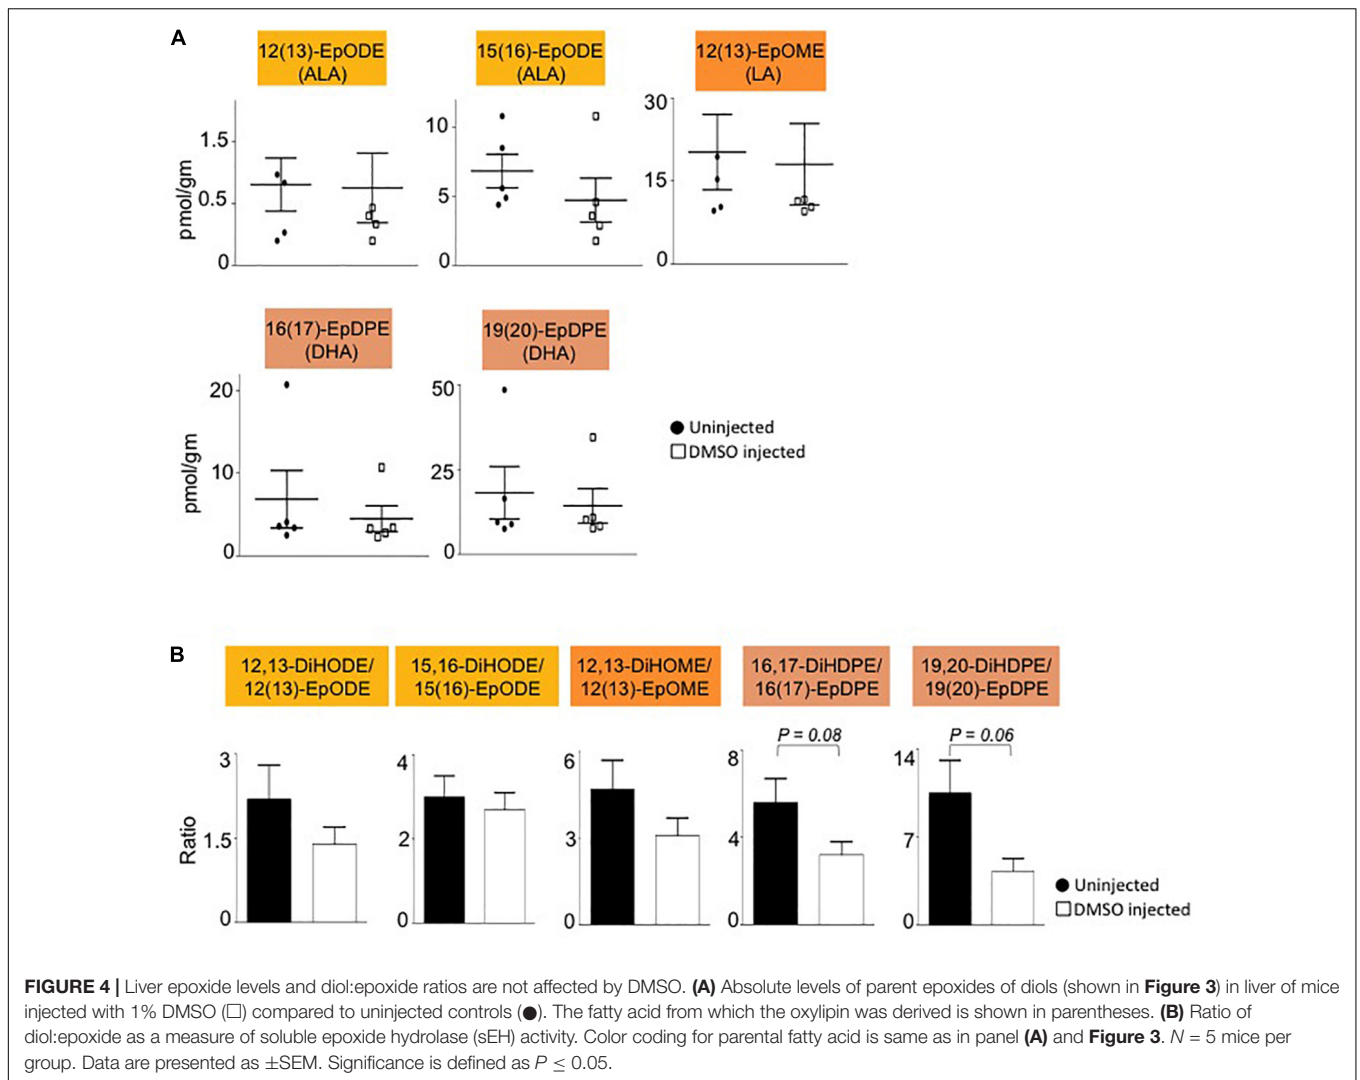 A
12(13)-EpODE
(ALA)
15(16)-EpODE
(ALA)
12(13)-EpOME
(LA)
pmol/gm
1.5
0.5
0
10
5
0
30
15
0
16(17)-EpDPE
(DHA)
19(20)-EpDPE
(DHA)
pmol/gm
20
10
0
50
25
0
Uninjected
DMSO injected
B
12,13-DiHODE/
12(13)-EpODE
15,16-DiHODE/
15(16)-EpODE
12,13-DiHOME/
12(13)-EpOME
16,17-DiHDPE/
16(17)-EpDPE
19,20-DiHDPE/
19(20)-EpDPE
Ratio
3
1.5
0
4
2
0
6
3
0
P = 0.08
8
4
0
P = 0.06
14
7
0
Uninjected
DMSO injected
FIGURE 4 | Liver epoxide levels and diol:epoxide ratios are not affected by DMSO. (A) Absolute levels of parent epoxides of diols (shown in Figure 3) in liver of mice
injected with 1% DMSO (□) compared to uninjected controls (●). The fatty acid from which the oxylipin was derived is shown in parentheses. (B) Ratio of
diol:epoxide as a measure of soluble epoxide hydrolase (sEH) activity. Color coding for parental fatty acid is same as in panel (A) and Figure 3. N = 5 mice per
group. Data are presented as ±SEM. Significance is defined as P ≤ 0.05.